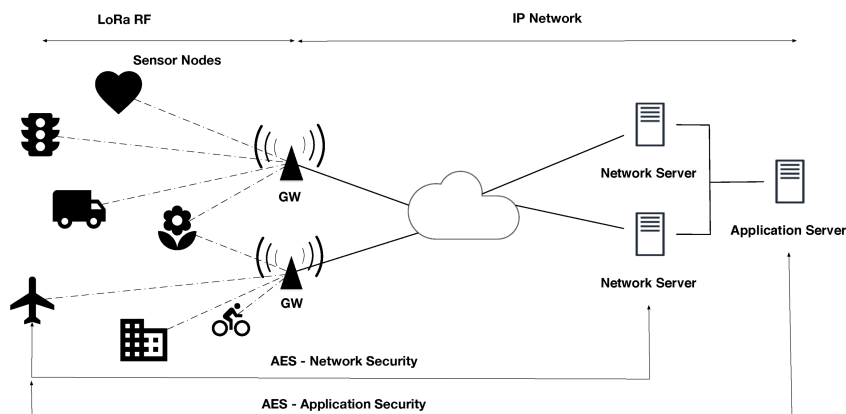 LoRa RF
IP Network
Sensor Nodes
GW
Network Server
Application Server
GW
Network Server
AES - Network Security
AES - Application Security